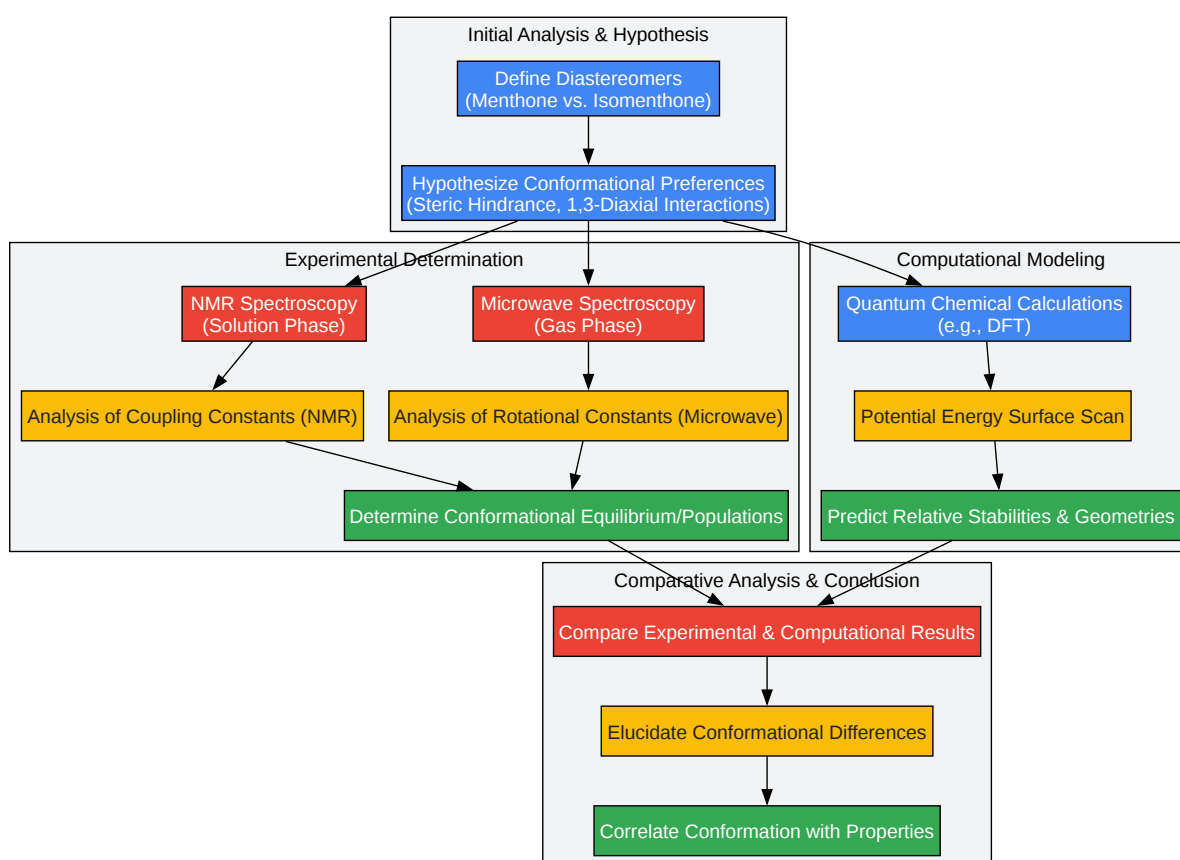 Initial Analysis & Hypothesis
Define Diastereomers
(Menthone vs. Isomenthone)
Hypothesize Conformational Preferences
(Steric Hindrance, 1,3-Diaxial Interactions)
Experimental Determination
Computational Modeling
NMR Spectroscopy
(Solution Phase)
Microwave Spectroscopy
(Gas Phase)
Quantum Chemical Calculations
(e.g., DFT)
Analysis of Coupling Constants (NMR)
Analysis of Rotational Constants (Microwave)
Potential Energy Surface Scan
Determine Conformational Equilibrium/Populations
Predict Relative Stabilities & Geometries
Comparative Analysis & Conclusion
Compare Experimental & Computational Results
Elucidate Conformational Differences
Correlate Conformation with Properties